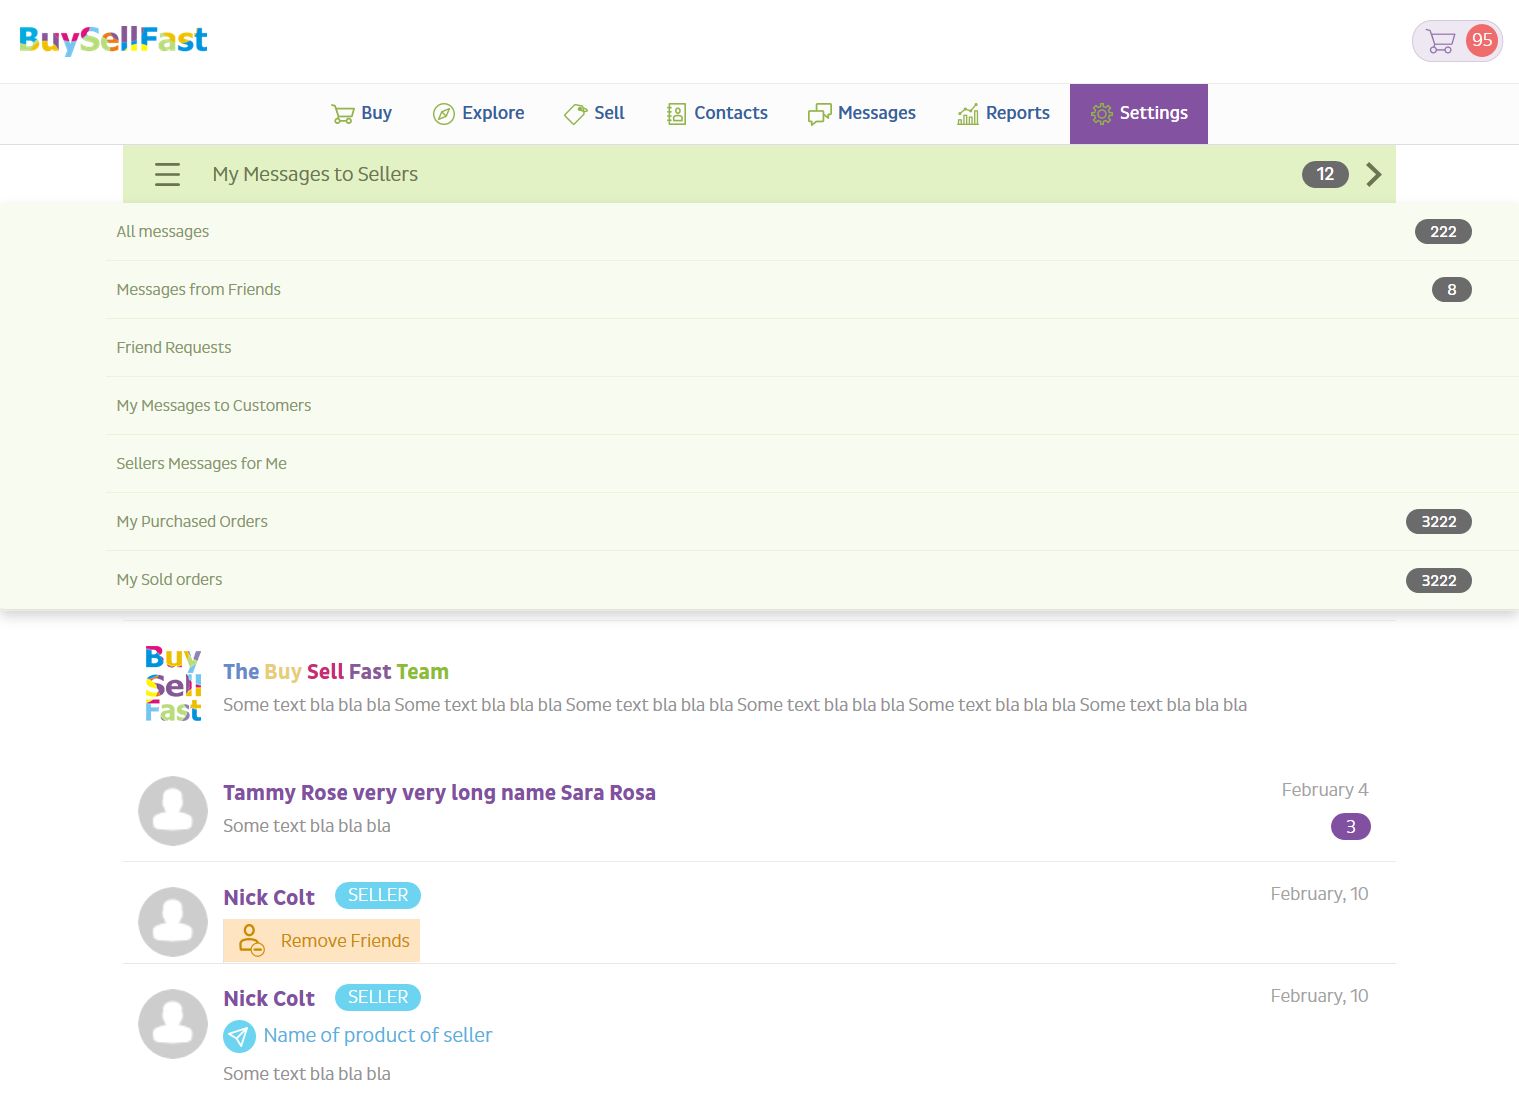 BuySellFast
95
Buy Explore Sell Contacts Messages Reports Settings
My Messages to Sellers 12
All messages 222
Messages from Friends 8
Friend Requests
My Messages to Customers
Sellers Messages for Me
My Purchased Orders 3222
My Sold orders 3222
Buy
Sell
Fast
The Buy Sell Fast Team
Some text bla bla bla Some text bla bla bla Some text bla bla bla Some text bla bla bla Some text bla bla bla Some text bla bla bla
Tammy Rose very very long name Sara Rosa February 4
Some text bla bla bla 3
Nick Colt SELLER February, 10
Remove Friends
Nick Colt SELLER February, 10
Name of product of seller
Some text bla bla bla